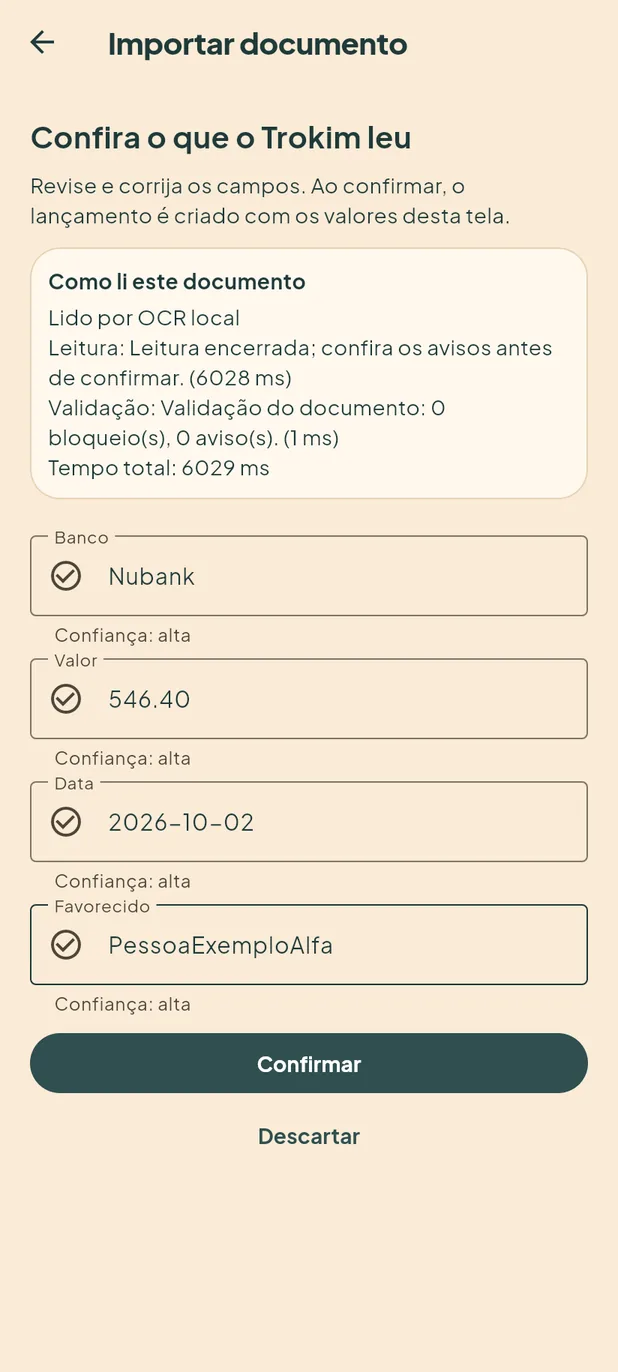 Importar documento
Confira o que o Trokim leu
Revise e corrija os campos. Ao confirmar, o
lançamento é criado com os valores desta tela.
Como li este documento
Lido por OCR local
Leitura: Leitura encerrada; confira os avisos antes
de confirmar. (6028 ms)
Validação: Validação do documento: 0
bloqueio(s), 0 aviso(s). (1 ms)
Tempo total: 6029 ms
Banco
Nubank
Confiança: alta
Valor
546.40
Confiança: alta
Data
2026-10-02
Confiança: alta
Favorecido
PessoaExemploAlfa
Confiança: alta
Confirmar
Descartar